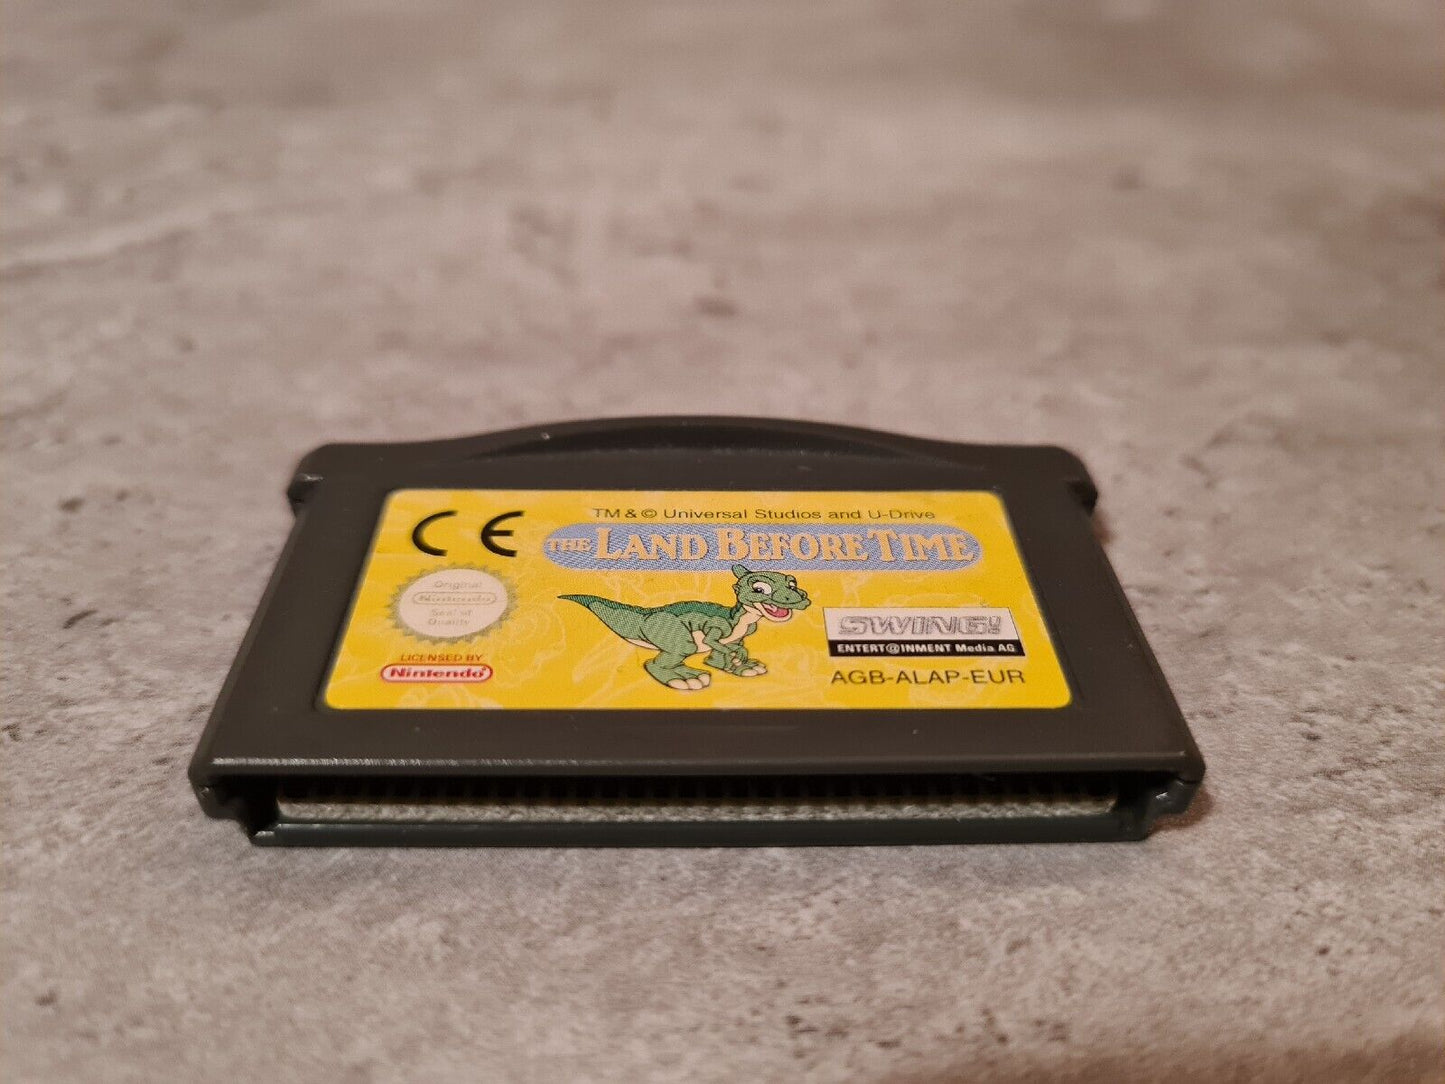 CE
TM & © Universal Studios and U-Drive
THE LAND BEFORE TIME
Original
Nintendo
Seal of
Quality
LICENSED BY
Nintendo
SWING!
ENTERT@INMENT Media AG
AGB-ALAP-EUR